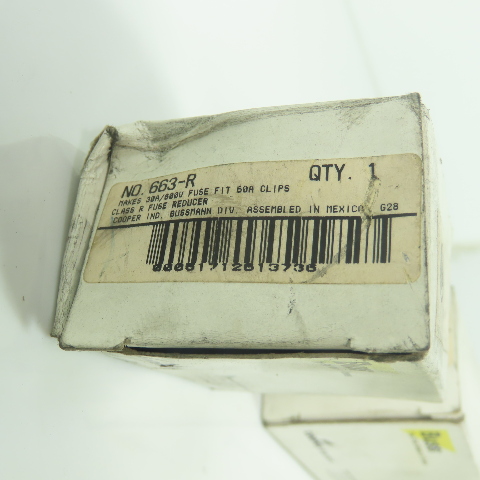 NO. 663-R QTY. 1
MAKES 30A/600V FUSE FIT 60A CLIPS
CLASS R FUSE REDUCER
COOPER IND. BUSSMANN DIV. ASSEMBLED IN MEXICA G28